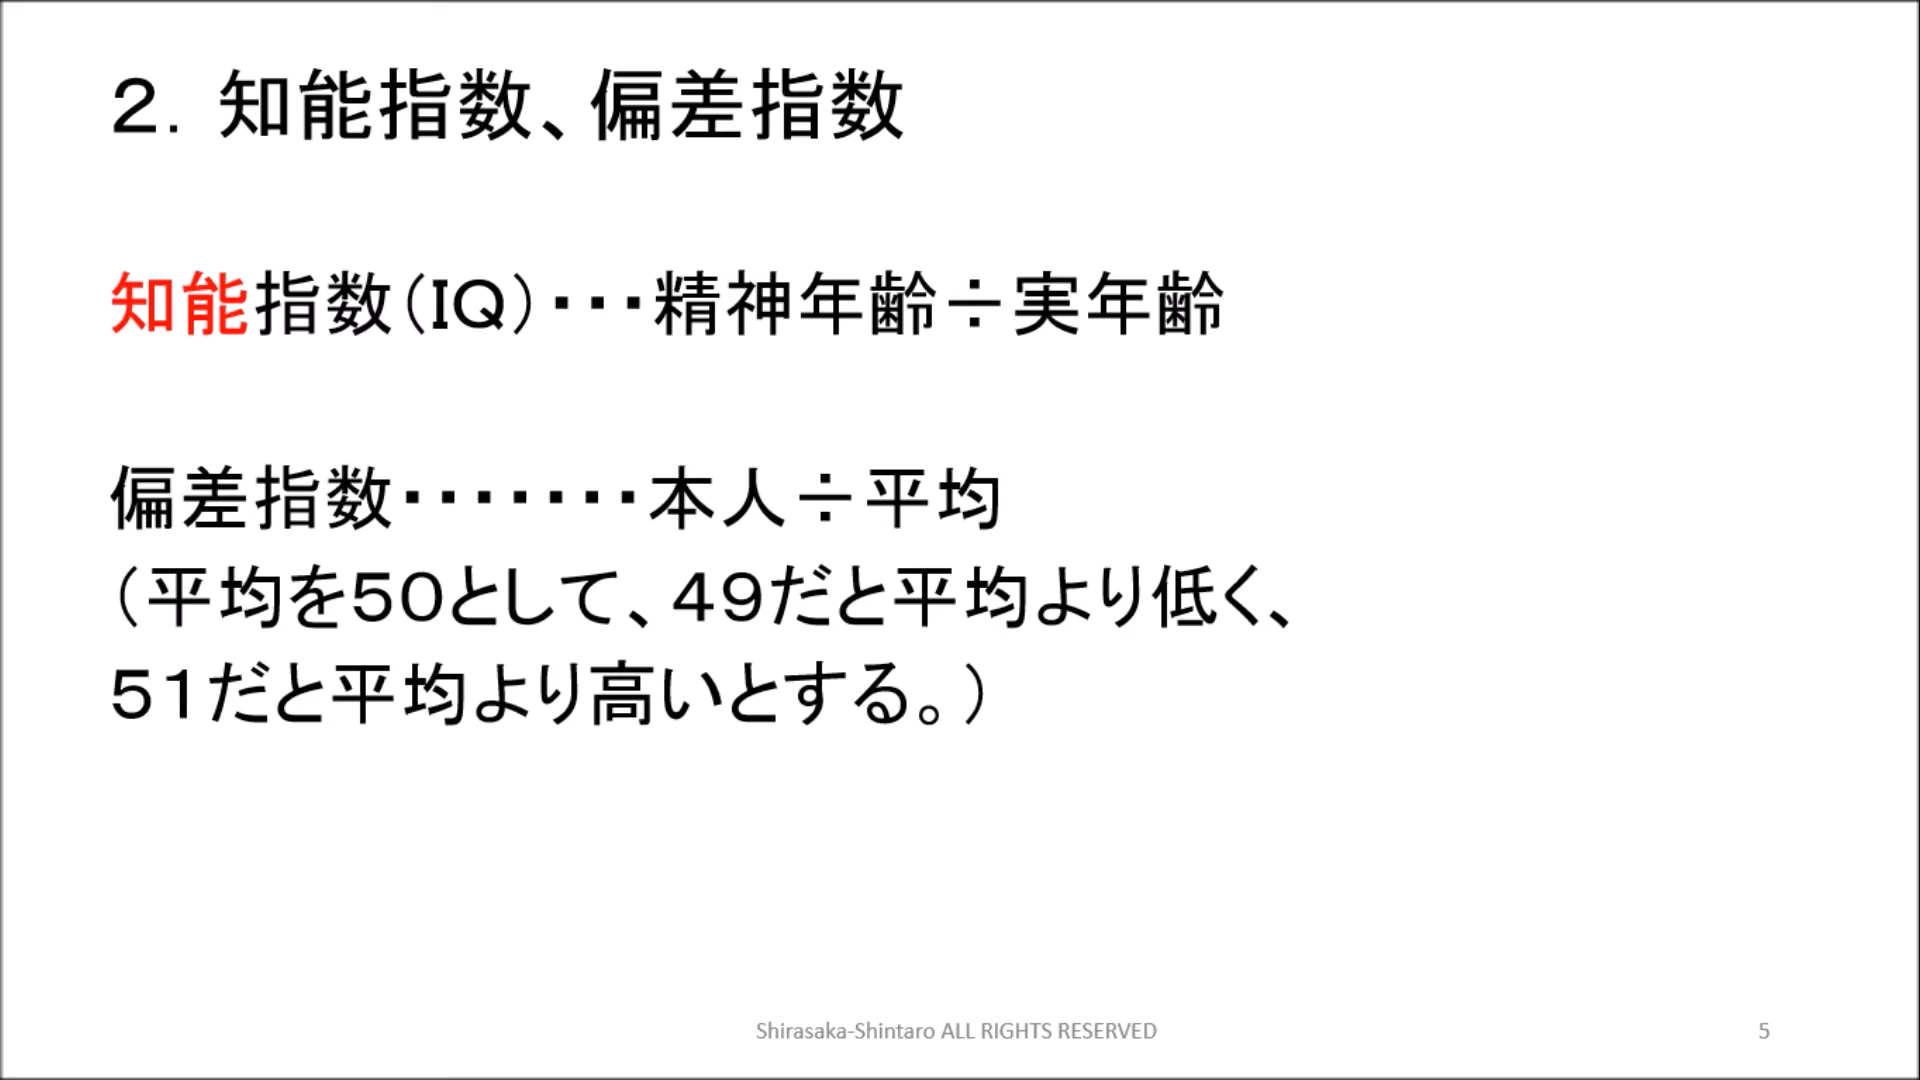 ２．知能指数、偏差指数
知能指数（IQ）・・・精神年齢÷実年齢
偏差指数・・・・・・・本人÷平均
（平均を５０として、４９だと平均より低く、
５１だと平均より高いとする。）
Shirasaka-Shintaro ALL RIGHTS RESERVED
5